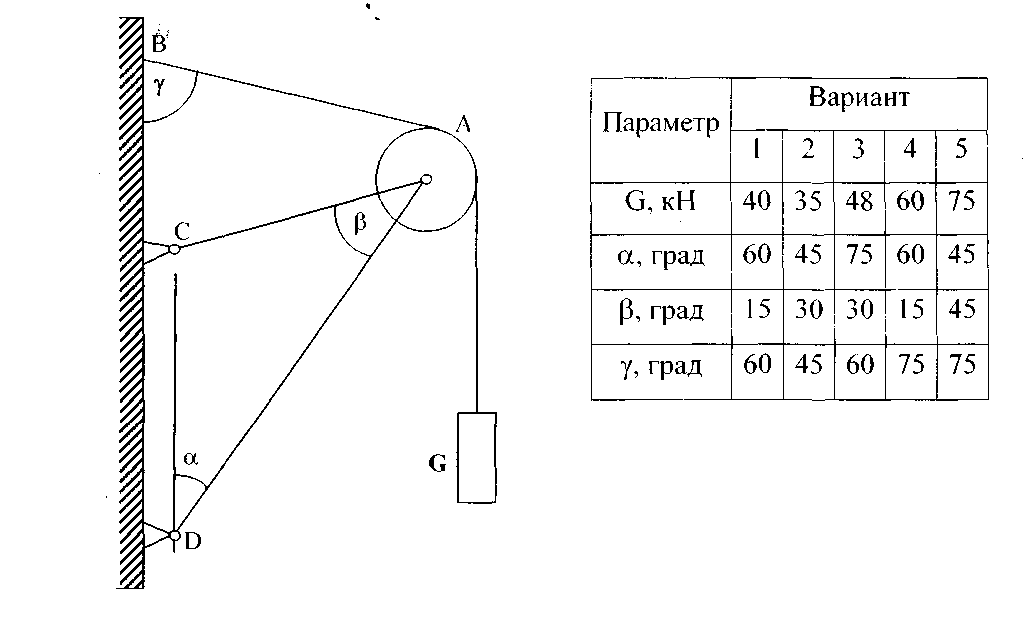 B
γ
A
C
β
α
G
D
Параметр Вариант
1 2 3 4 5
G, кН 40 35 48 60 75
α, град 60 45 75 60 45
β, град 15 30 30 15 45
γ, град 60 45 60 75 75